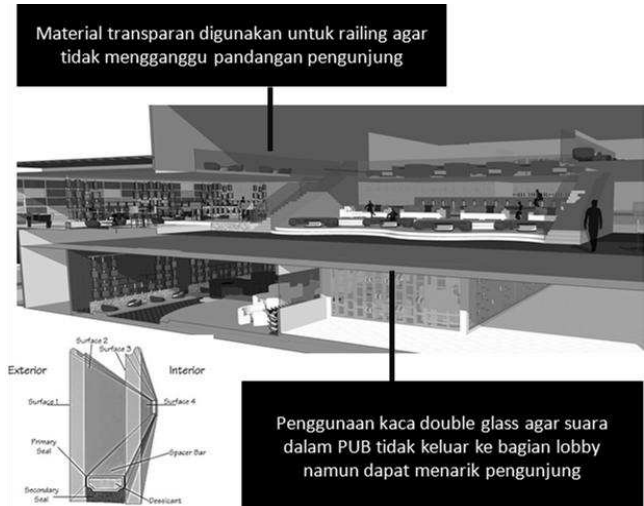 Material transparan digunakan untuk railing agar
tidak mengganggu pandangan pengunjung
Surface 2
Surface 3
Exterior
Interior
Surface 1
Surface 4
Primary
Seal
Spacer Bar
Secondary
Seal
Desiccant
Penggunaan kaca double glass agar suara
dalam PUB tidak keluar ke bagian lobby
namun dapat menarik pengunjung